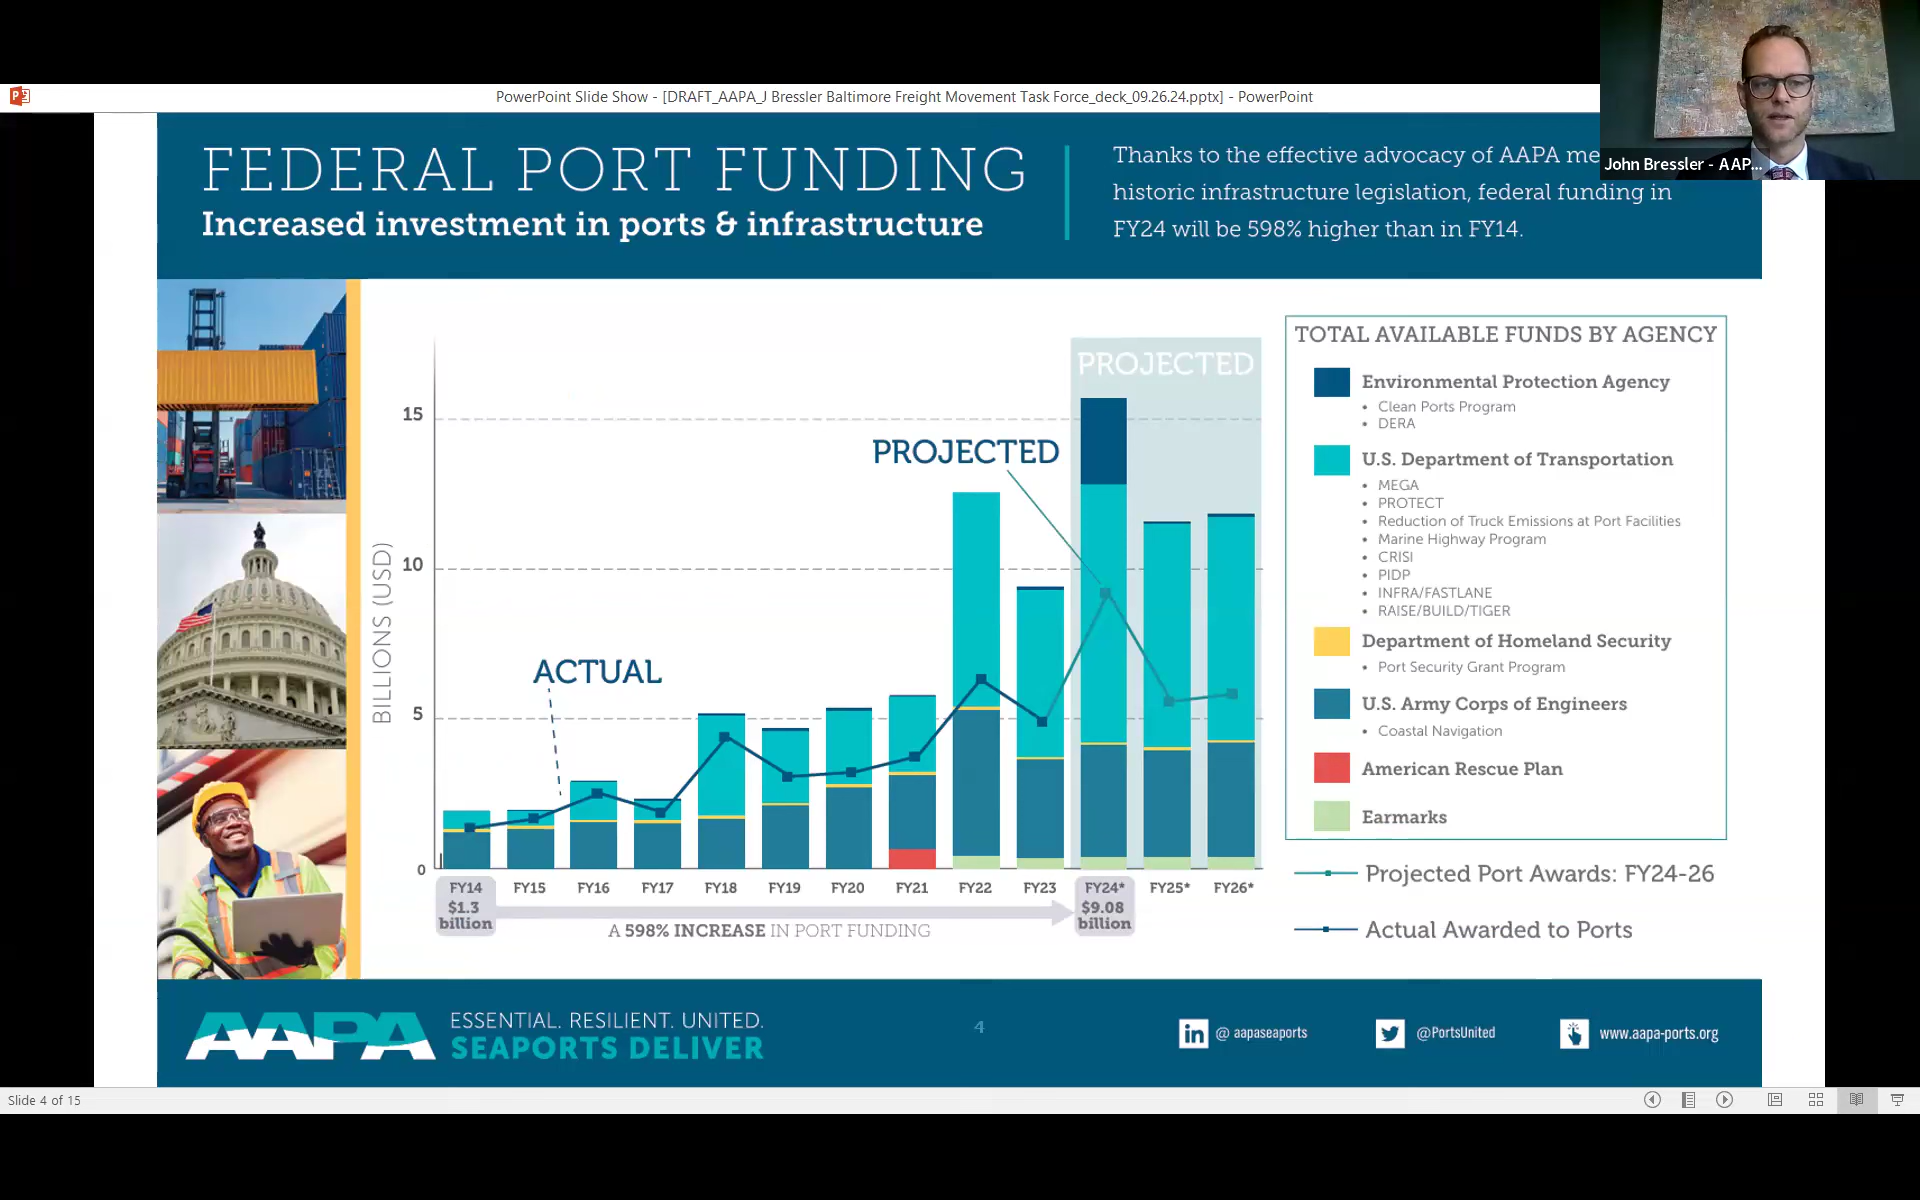 PowerPoint Slide Show - [DRAFT_AAPA_J Bressler Baltimore Freight Movement Task Force_deck_09.26.24.pptx] - PowerPoint
John Bressler - AAP...
FEDERAL PORT FUNDING
Increased investment in ports & infrastructure
Thanks to the effective advocacy of AAPA me
historic infrastructure legislation, federal funding in
FY24 will be 598% higher than in FY14.
BILLIONS (USD)
15
10
5
0
ACTUAL
PROJECTED
PROJECTED
FY14
FY15
FY16
FY17
FY18
FY19
FY20
FY21
FY22
FY23
FY24*
FY25*
FY26*
$1.3
billion
$9.08
billion
A 598% INCREASE IN PORT FUNDING
TOTAL AVAILABLE FUNDS BY AGENCY
Environmental Protection Agency
• Clean Ports Program
• DERA
U.S. Department of Transportation
• MEGA
• PROTECT
• Reduction of Truck Emissions at Port Facilities
• Marine Highway Program
• CRISI
• PIDP
• INFRA/FASTLANE
• RAISE/BUILD/TIGER
Department of Homeland Security
• Port Security Grant Program
U.S. Army Corps of Engineers
• Coastal Navigation
American Rescue Plan
Earmarks
Projected Port Awards: FY24-26
Actual Awarded to Ports
AAPA
ESSENTIAL. RESILIENT. UNITED.
SEAPORTS DELIVER
4
in @ aapaseaports
@PortsUnited
www.aapa-ports.org
Slide 4 of 15